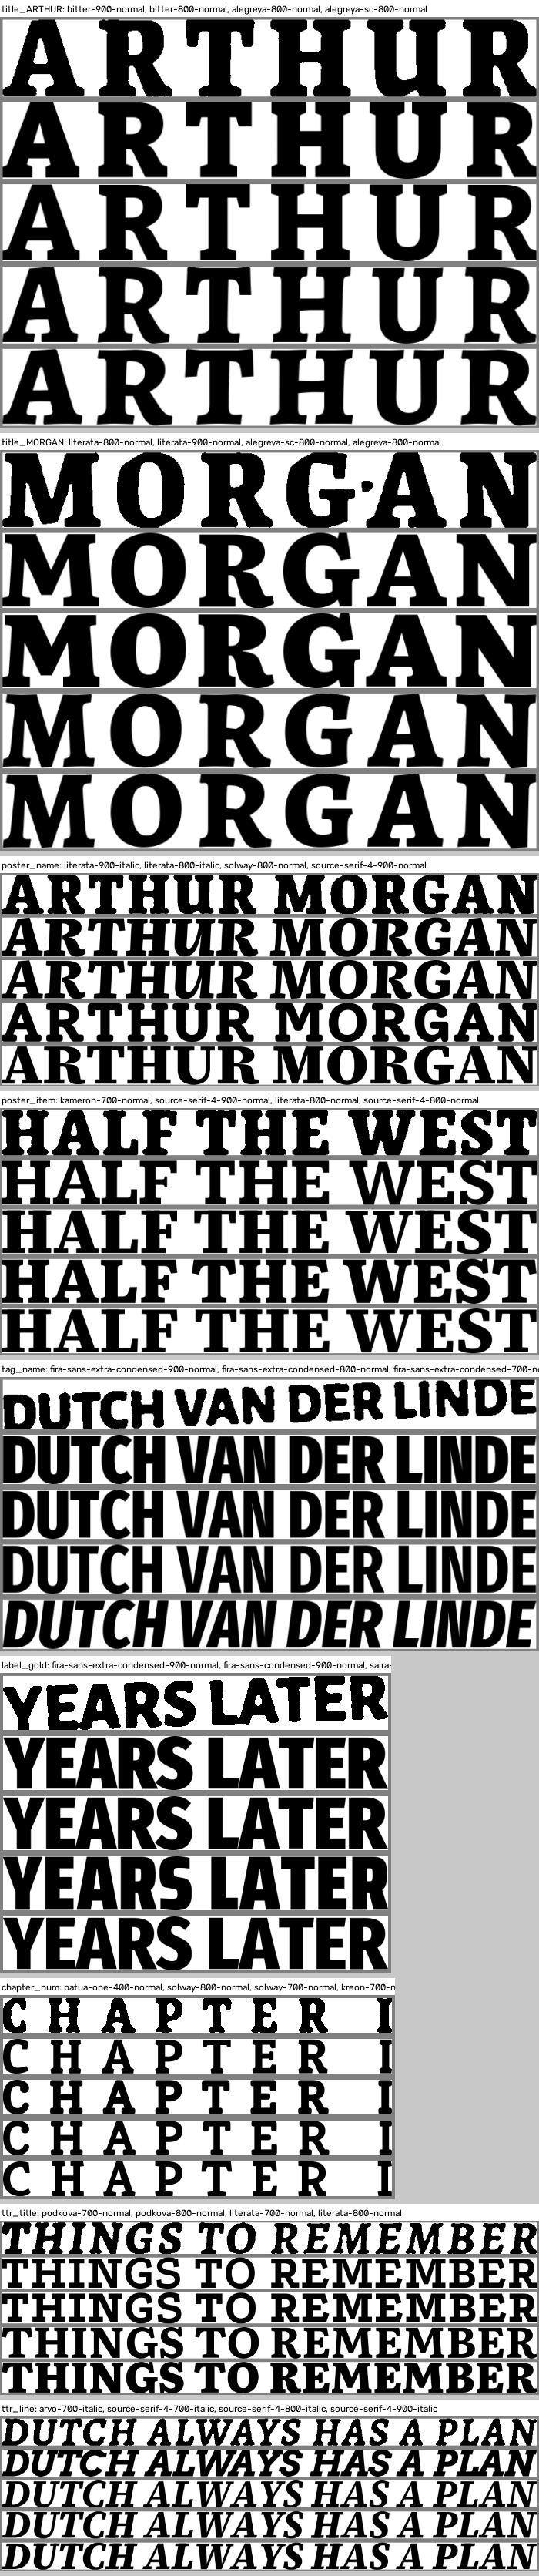 title_ARTHUR: bitter-900-normal, bitter-800-normal, alegreya-800-normal, alegreya-sc-800-normal
ARTHUR
ARTHUR
ARTHUR
ARTHUR
ARTHUR
title_MORGAN: literata-800-normal, literata-900-normal, alegreya-sc-800-normal, alegreya-800-normal
MORG·AN
MORGAN
MORGAN
MORGAN
MORGAN
poster_name: literata-900-italic, literata-800-italic, solway-800-normal, source-serif-4-900-normal
ARTHUR MORGAN
ARTHUR MORGAN
ARTHUR MORGAN
ARTHUR MORGAN
ARTHUR MORGAN
poster_item: kameron-700-normal, source-serif-4-900-normal, literata-800-normal, source-serif-4-800-normal
HALF THE WEST
HALF THE WEST
HALF THE WEST
HALF THE WEST
HALF THE WEST
tag_name: fira-sans-extra-condensed-900-normal, fira-sans-extra-condensed-800-normal, fira-sans-extra-condensed-700-n
DUTCH VAN DER LINDE
DUTCH VAN DER LINDE
DUTCH VAN DER LINDE
DUTCH VAN DER LINDE
DUTCH VAN DER LINDE
label_gold: fira-sans-extra-condensed-900-normal, fira-sans-condensed-900-normal, saira-
YEARS LATER
YEARS LATER
YEARS LATER
YEARS LATER
YEARS LATER
chapter_num: patua-one-400-normal, solway-800-normal, solway-700-normal, kreon-700-n
CHAPTER I
CHAPTER I
CHAPTER I
CHAPTER I
CHAPTER I
ttr_title: podkova-700-normal, podkova-800-normal, literata-700-normal, literata-800-normal
THINGS TO REMEMBER
THINGS TO REMEMBER
THINGS TO REMEMBER
THINGS TO REMEMBER
THINGS TO REMEMBER
ttr_line: arvo-700-italic, source-serif-4-700-italic, source-serif-4-800-italic, source-serif-4-900-italic
DUTCH ALWAYS HAS A PLAN
DUTCH ALWAYS HAS A PLAN
DUTCH ALWAYS HAS A PLAN
DUTCH ALWAYS HAS A PLAN
DUTCH ALWAYS HAS A PLAN